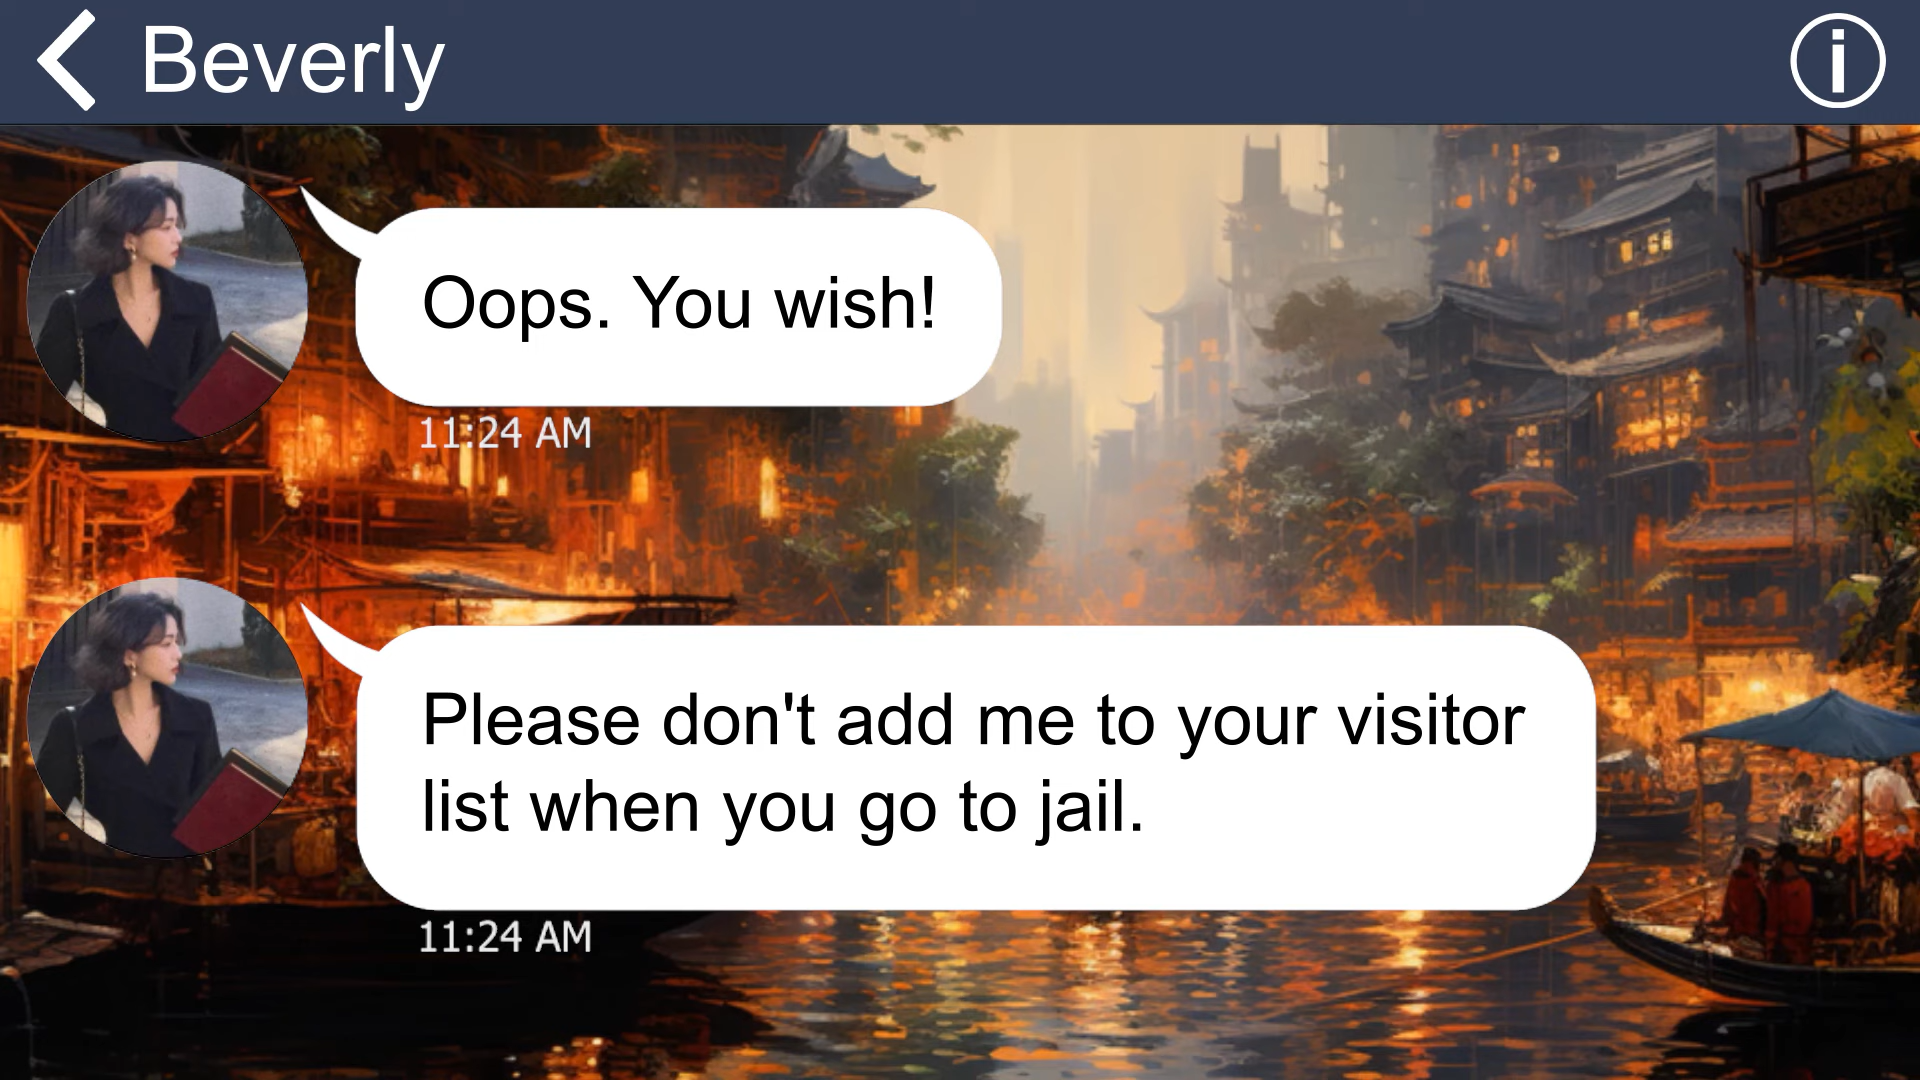 Beverly
Oops. You wish!
11:24 AM
Please don't add me to your visitor
list when you go to jail.
11:24 AM